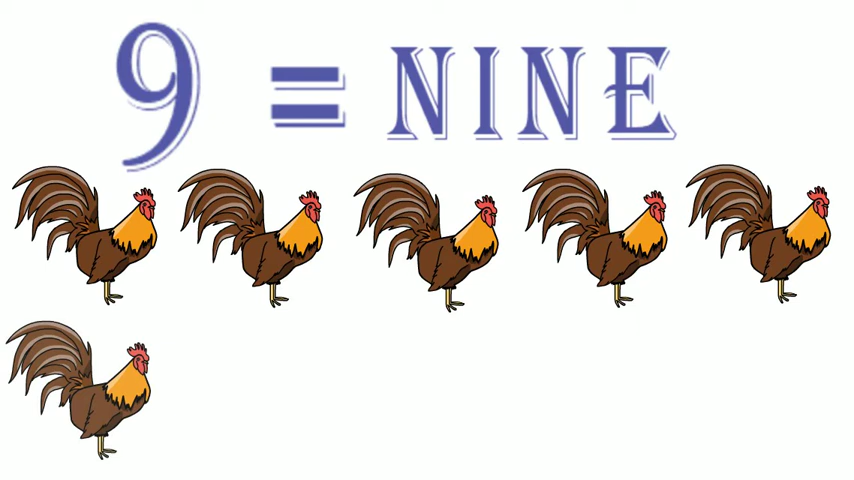 9 = NINE